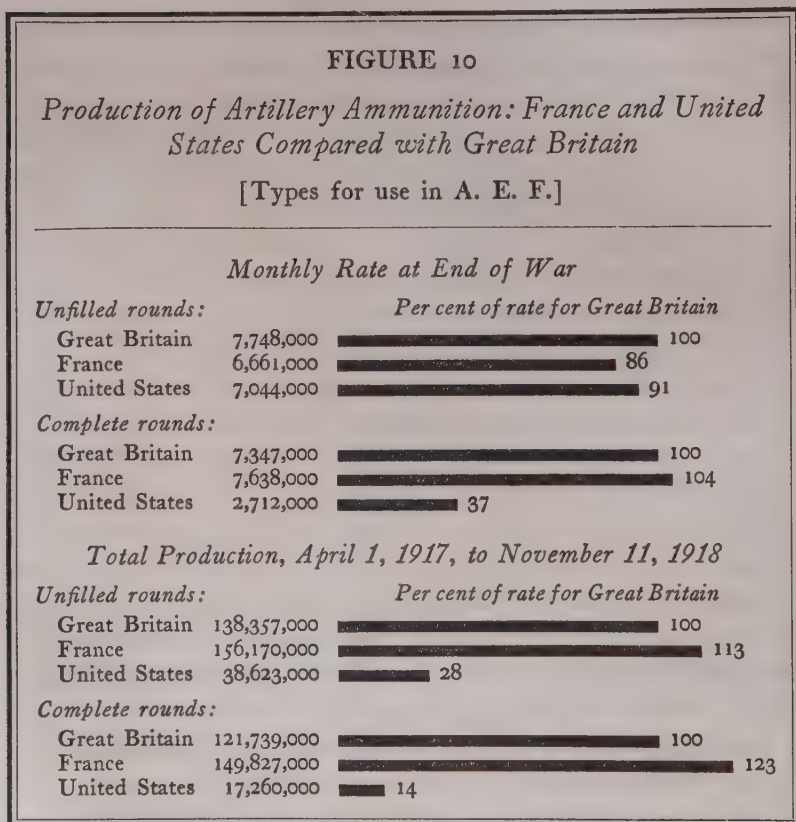 FIGURE 10
Production of Artillery Ammunition: France and United
States Compared with Great Britain
[Types for use in A. E. F.]
Monthly Rate at End of War
Unfilled rounds: Per cent of rate for Great Britain
Great Britain 7,748,000 100
France 6,661,000 86
United States 7,044,000 91
Complete rounds:
Great Britain 7,347,000 100
France 7,638,000 104
United States 2,712,000 37
Total Production, April 1, 1917, to November 11, 1918
Unfilled rounds: Per cent of rate for Great Britain
Great Britain 138,357,000 100
France 156,170,000 113
United States 38,623,000 28
Complete rounds:
Great Britain 121,739,000 100
France 149,827,000 123
United States 17,260,000 14